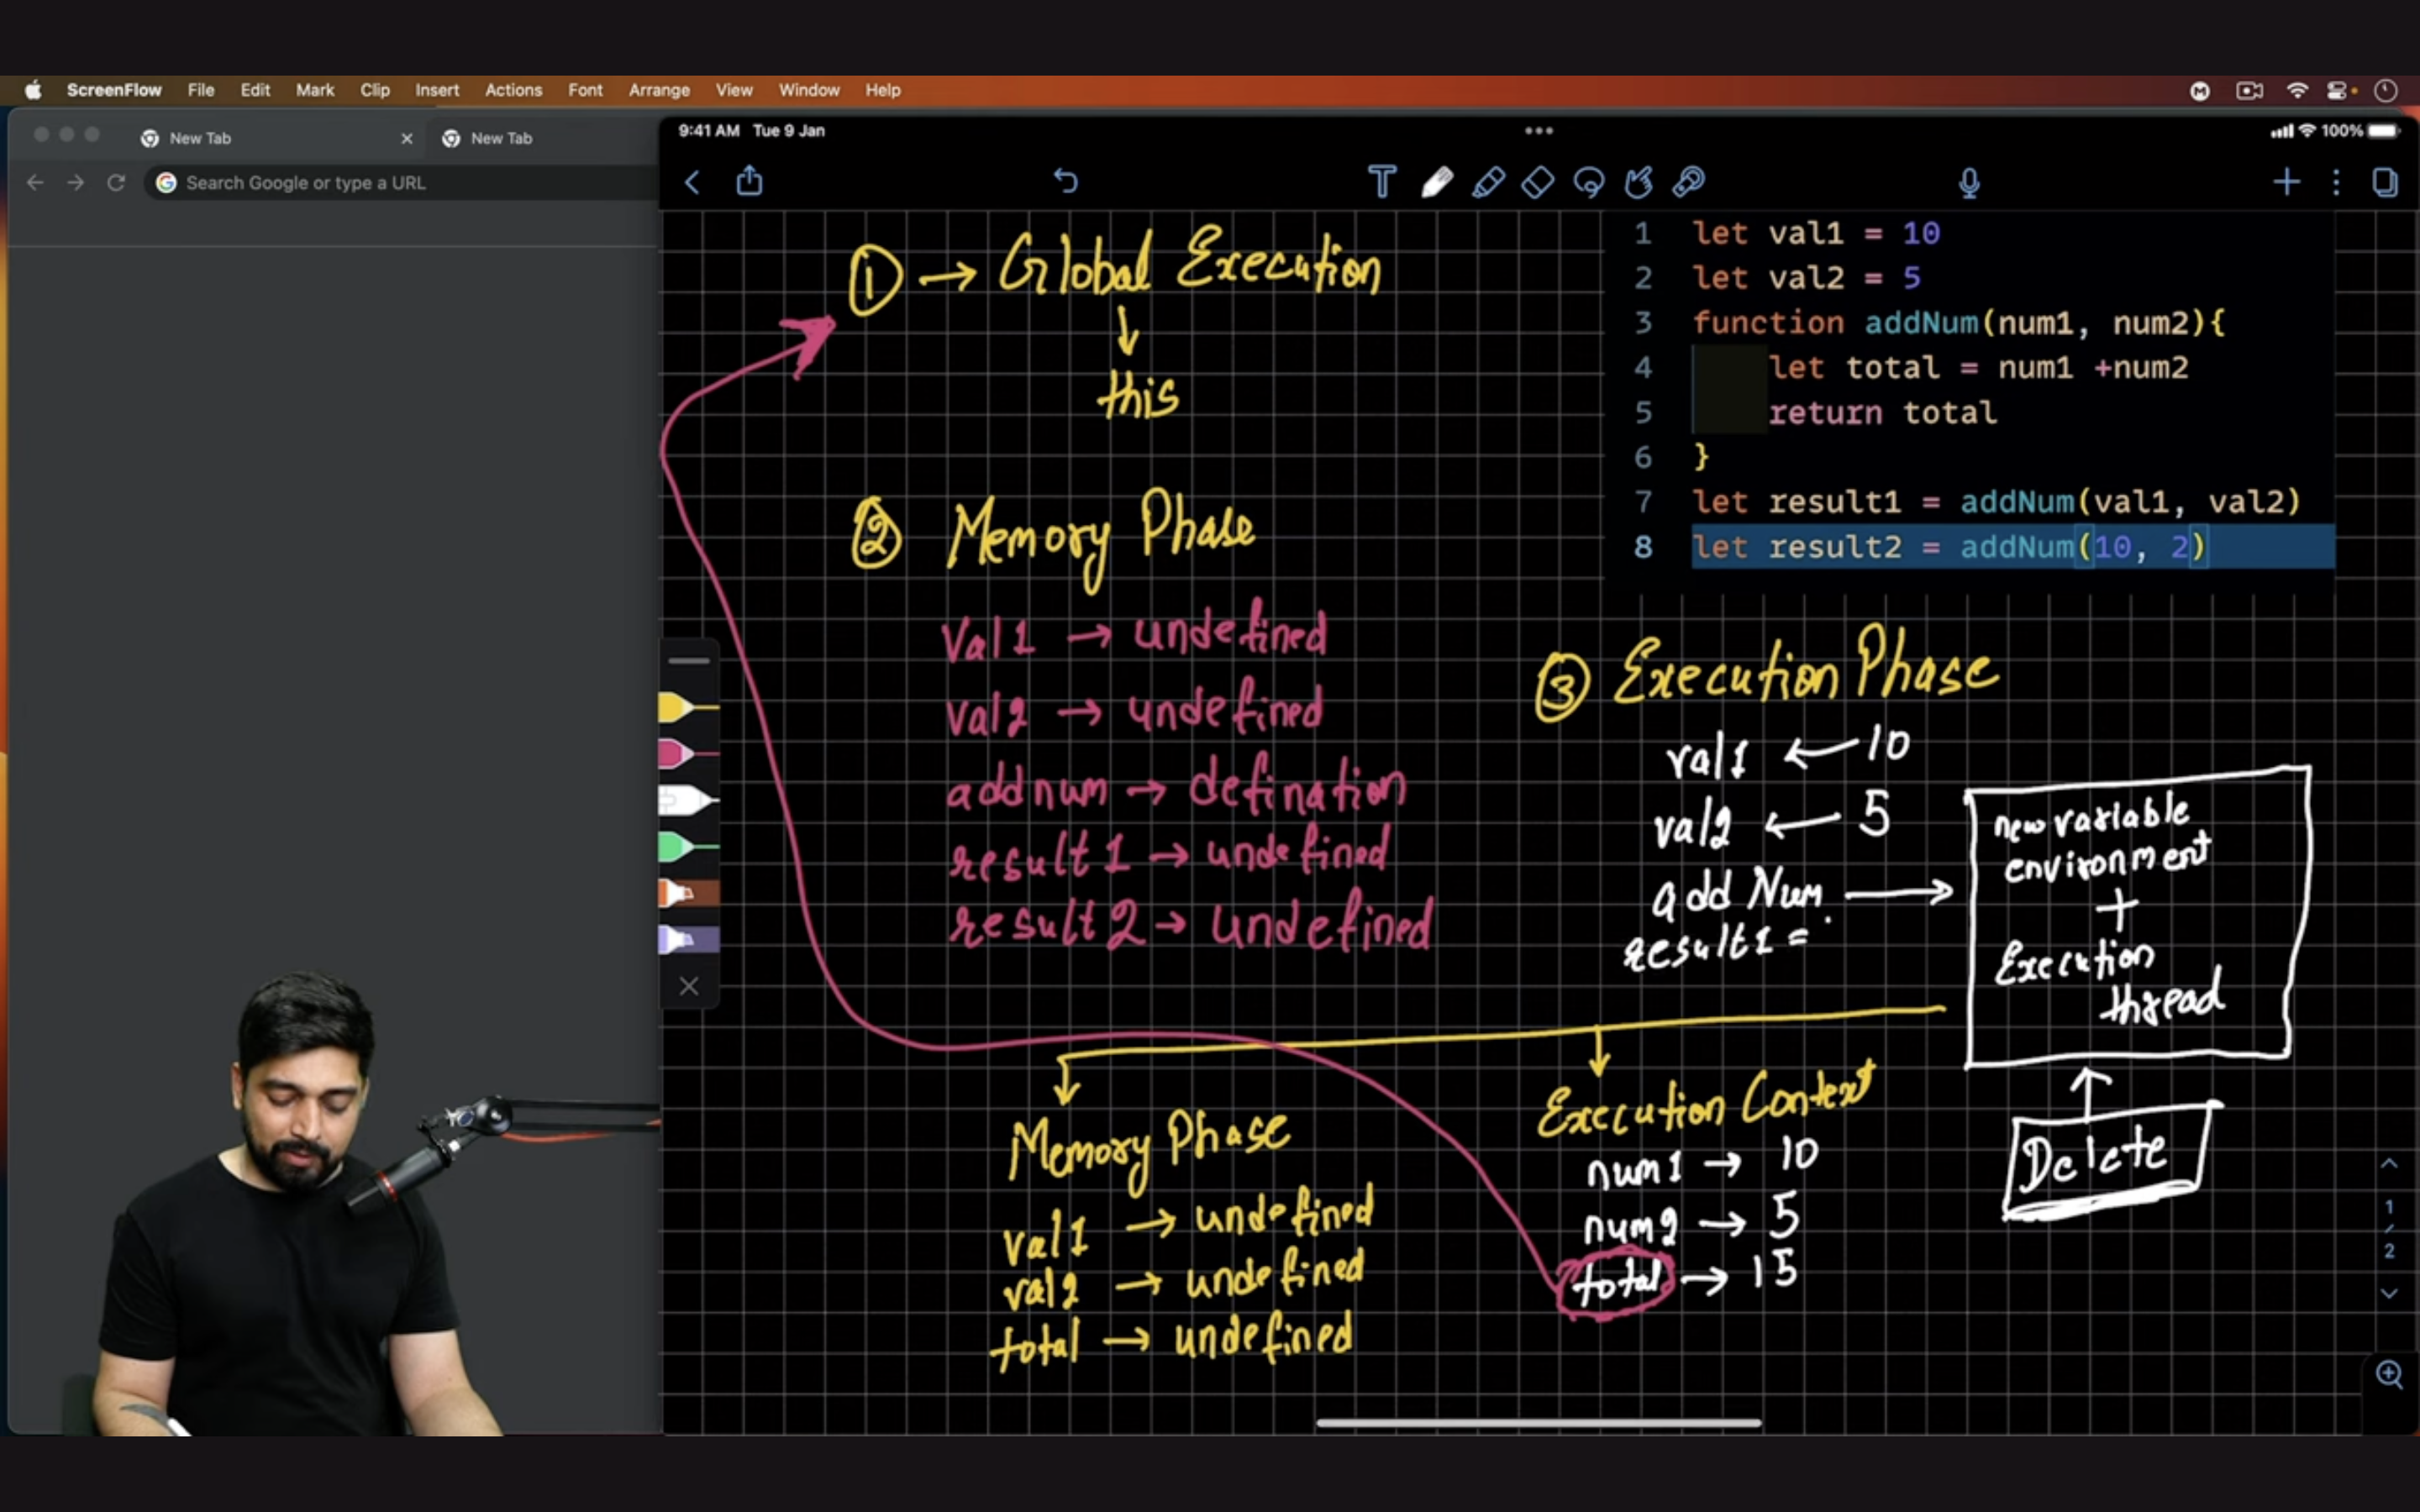 ScreenFlow File Edit Mark Clip Insert Actions Font Arrange View Window Help
New Tab
New Tab
Search Google or type a URL
9:41 AM Tue 9 Jan
100%
1 → Global Execution
↓
this
2 Memory Phase
Val1 → undefined
val2 → undefined
addnum → defination
result1 → undefined
result2 → undefined
1 let val1 = 10
2 let val2 = 5
3 function addNum(num1, num2){
4 let total = num1 +num2
5 return total
6 }
7 let result1 = addNum(val1, val2)
8 let result2 = addNum(10, 2)
3 Execution Phase
val1 ← 10
val2 ← 5
add Num →
result1 =
new variable
environment
+
Execution
thread
Delete
Memory Phase
val1 → undefined
val2 → undefined
total → undefined
Execution Context
num1 → 10
num2 → 5
total → 15
1
/
2